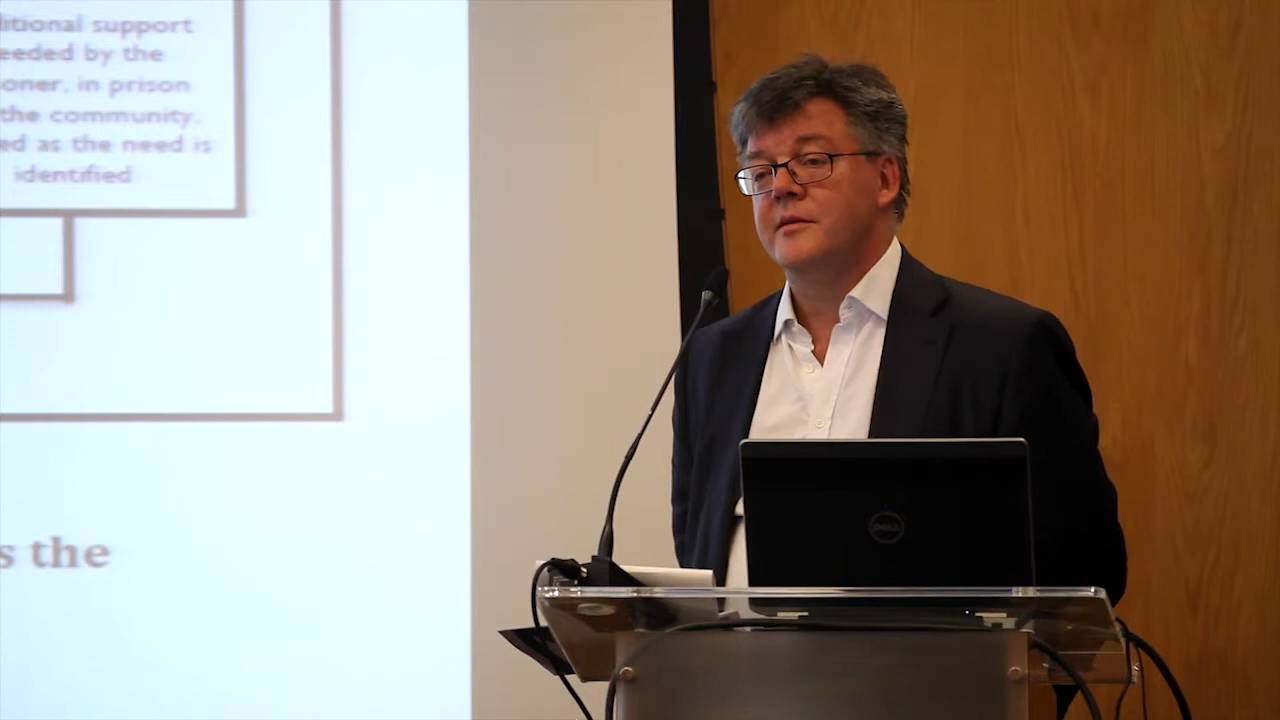 ditional support
eeded by the
oner, in prison
the community.
ed as the need is
identified
s the
DELL